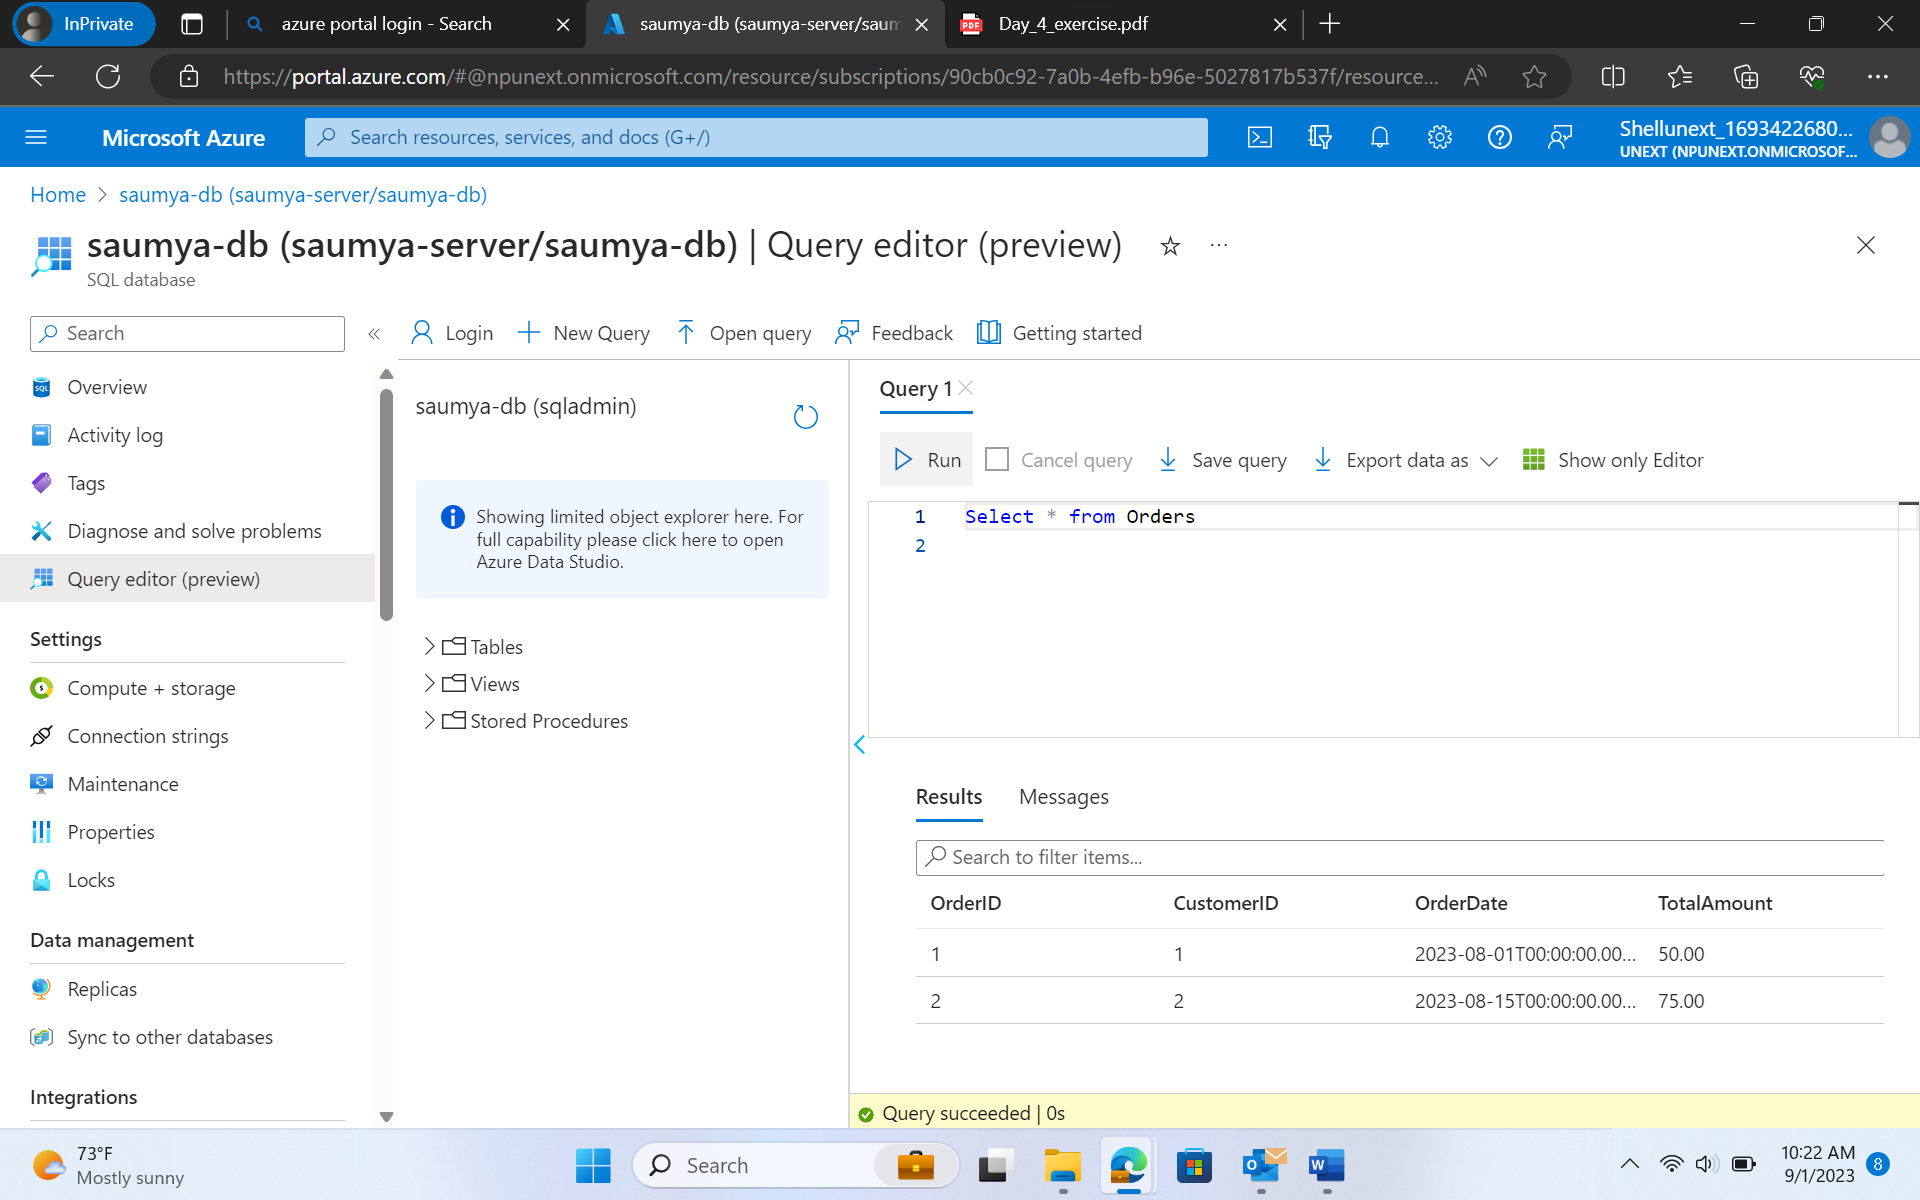 InPrivate
azure portal login - Search
saumya-db (saumya-server/saum
Day_4_exercise.pdf
https://portal.azure.com/#@npunext.onmicrosoft.com/resource/subscriptions/90cb0c92-7a0b-4efb-b96e-5027817b537f/resource...
Microsoft Azure
Search resources, services, and docs (G+/)
Shellunext_1693422680...
UNEXT (NPUNEXT.ONMICROSOF...
Home > saumya-db (saumya-server/saumya-db)
saumya-db (saumya-server/saumya-db) | Query editor (preview)
SQL database
Search
Overview
Activity log
Tags
Diagnose and solve problems
Query editor (preview)
Settings
Compute + storage
Connection strings
Maintenance
Properties
Locks
Data management
Replicas
Sync to other databases
Integrations
Login
New Query
Open query
Feedback
Getting started
saumya-db (sqladmin)
Showing limited object explorer here. For
full capability please click here to open
Azure Data Studio.
Tables
Views
Stored Procedures
Query 1
Run
Cancel query
Save query
Export data as
Show only Editor
1 Select * from Orders
2
Results
Messages
Search to filter items...
OrderID CustomerID OrderDate TotalAmount
1 1 2023-08-01T00:00:00.00... 50.00
2 2 2023-08-15T00:00:00.00... 75.00
Query succeeded | 0s
73°F
Mostly sunny
Search
10:22 AM
9/1/2023
8